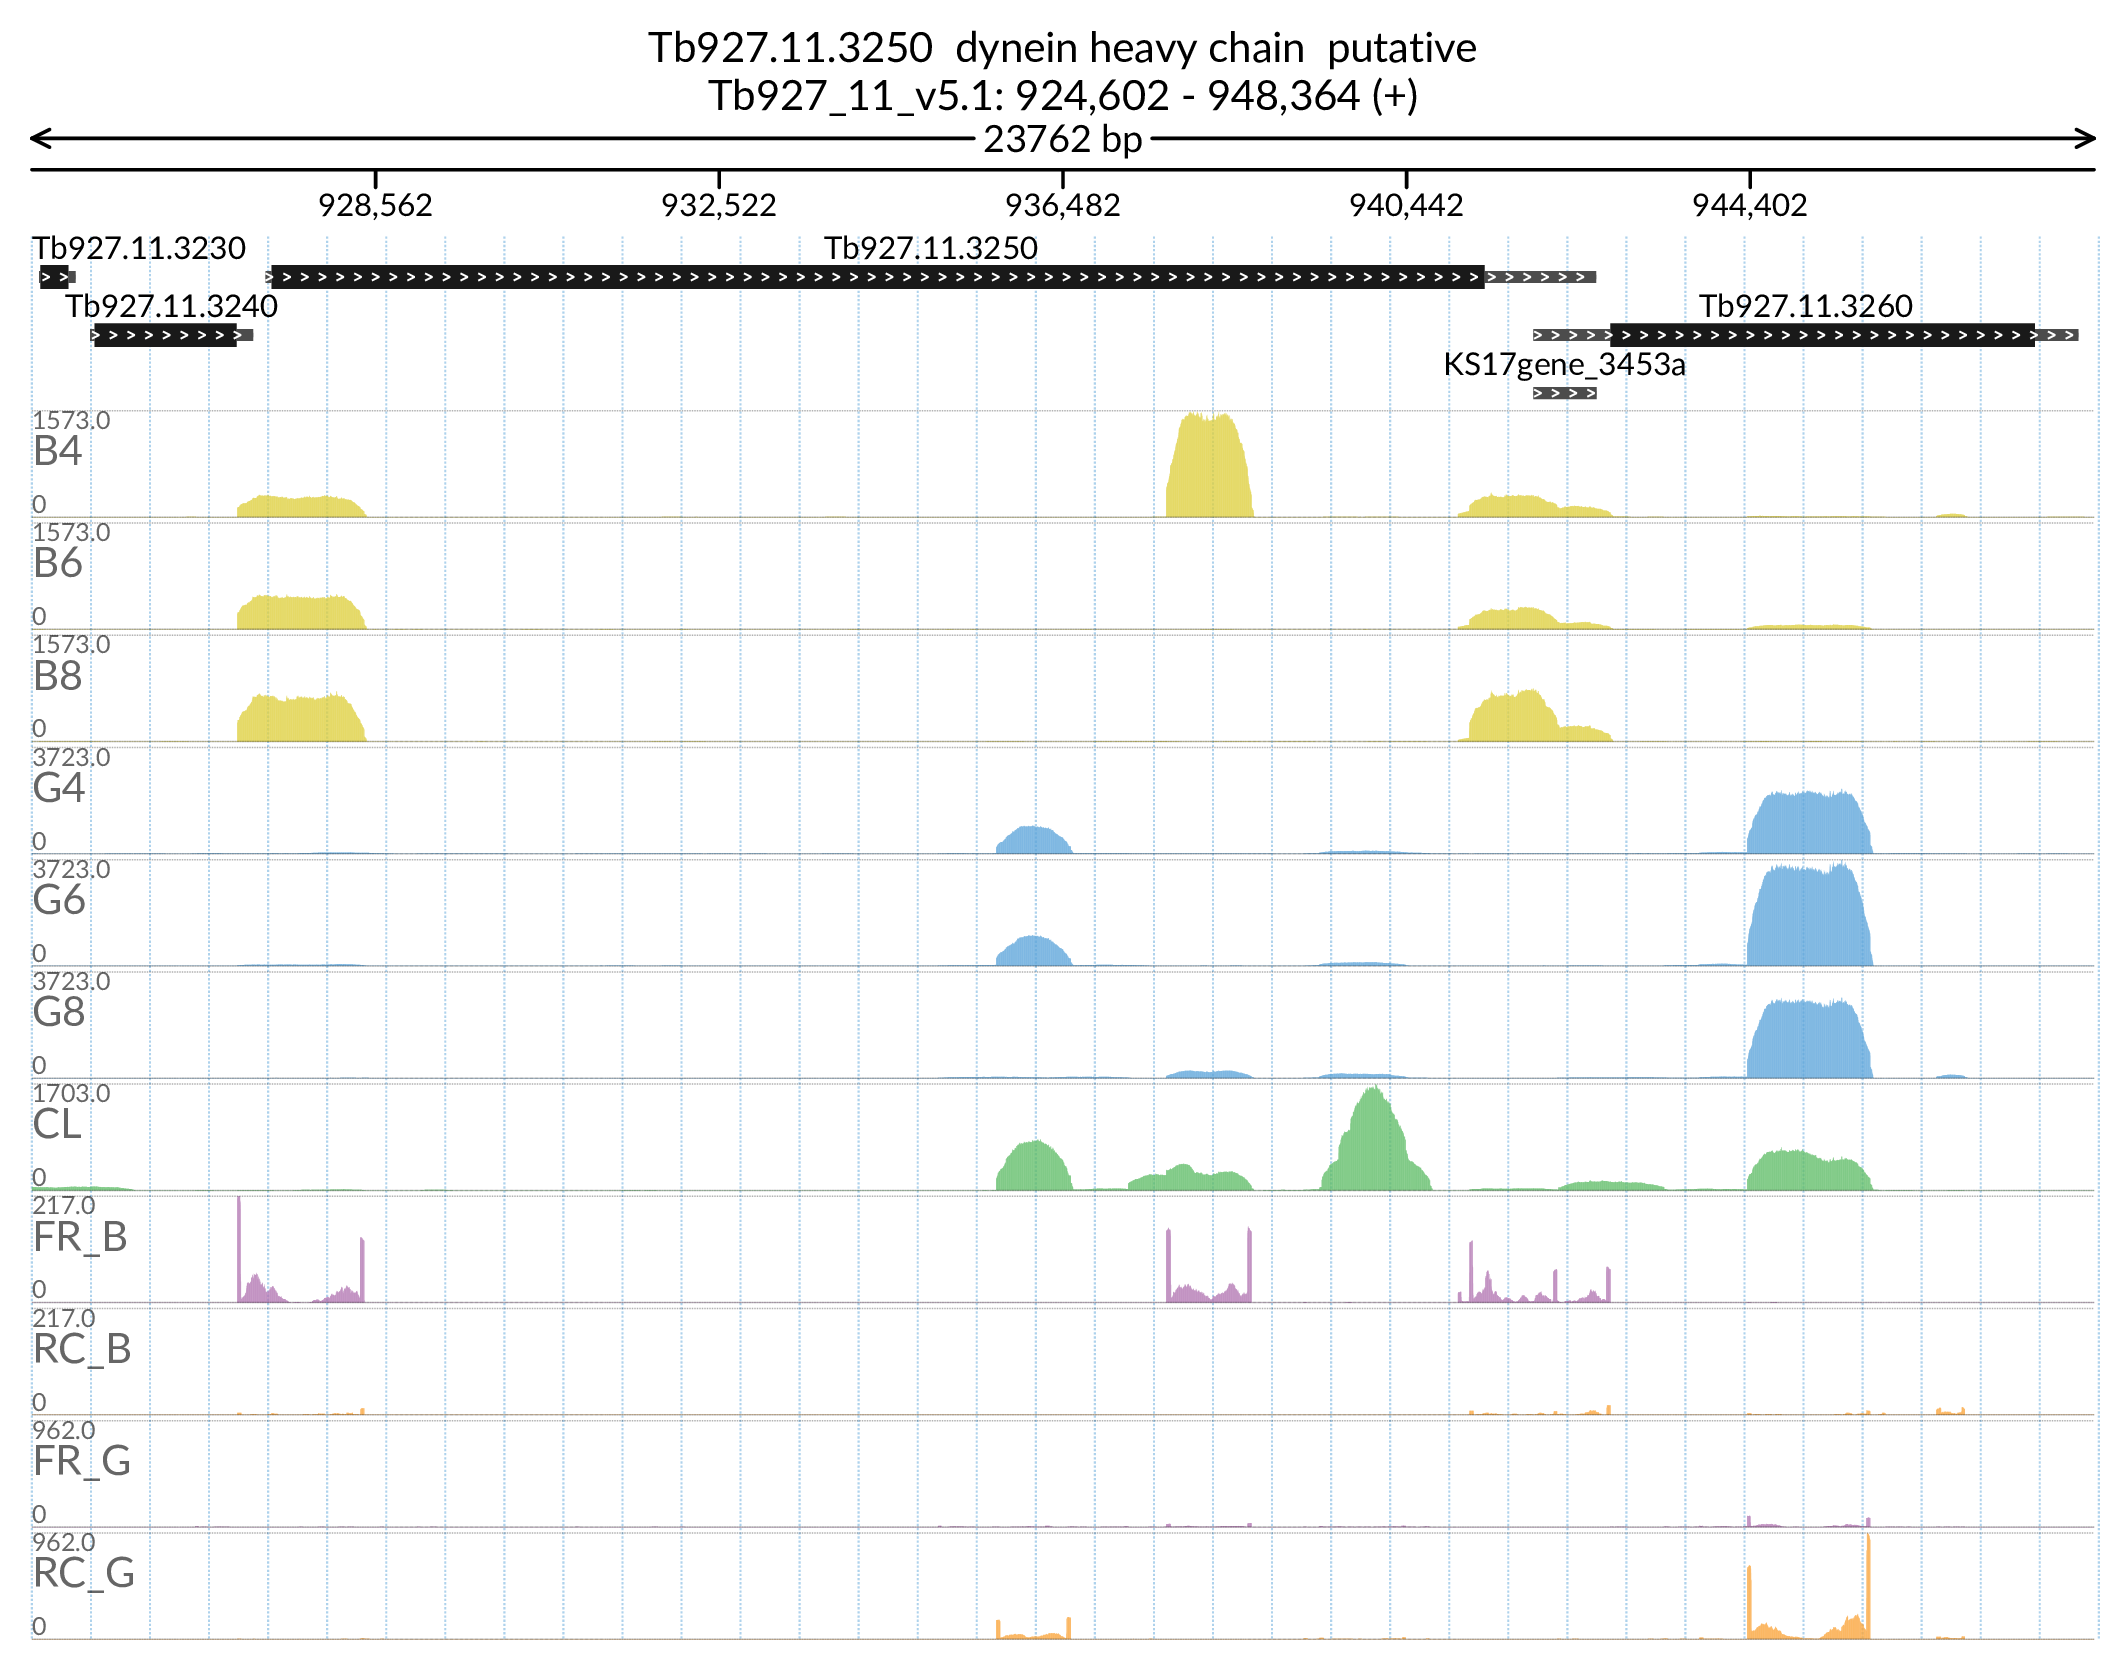 Tb927.11.3250  dynein heavy chain  putative
Tb927_11_v5.1: 924,602 - 948,364 (+)
23762 bp
928,562 932,522 936,482 940,442 944,402
Tb927.11.3230 Tb927.11.3250
Tb927.11.3240 Tb927.11.3260
KS17gene_3453a
1573.0
B4
0
1573.0
B6
0
1573.0
B8
0
3723.0
G4
0
3723.0
G6
0
3723.0
G8
0
1703.0
CL
0
217.0
FR_B
0
217.0
RC_B
0
962.0
FR_G
0
962.0
RC_G
0